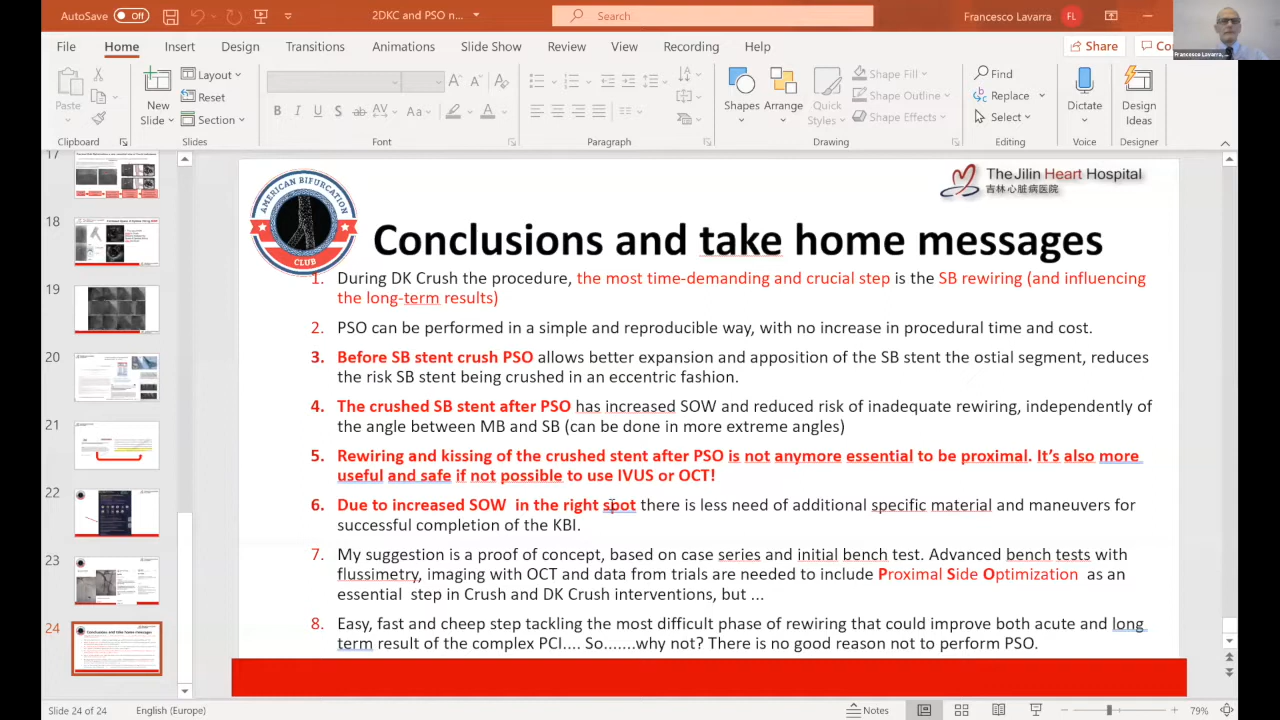 AutoSave Off
2DKC and PSO n...
Search
Francesco Lavarra FL
Francesco Lavarra, ...
File Home Insert Design Transitions Animations Slide Show Review View Recording Help
Share Co
Paste
New Slide
Layout
Reset
Section
Shapes Arrange Quick Styles
Shape Fill
Shape Outline
Shape Effects
Find
Replace
Select
Dictate
Design Ideas
Clipboard Slides Font Paragraph Drawing Editing Voice Designer
17
18
19
20
21
22
23
24
AMERICAN BIFURCATION CLUB
The Jilin Heart Hospital
吉林心脏病医院
Conclusions and take home messages
1. During DK Crush the procedure, the most time-demanding and crucial step is the SB rewiring (and influencing
the long-term results)
2. PSO can be performed in a simple and reproducible way, with no increase in procedural time and cost.
3. Before SB stent crush PSO allows better expansion and apposition of the SB stent the ostial segment, reduces
the risk SB stent being crushed in an eccentric fashion.
4. The crushed SB stent after PSO has increased SOW and reduced risk of inadequate rewiring, independently of
the angle between MB and SB (can be done in more extreme angles)
5. Rewiring and kissing of the crushed stent after PSO is not anymore essential to be proximal. It's also more
useful and safe if not possible to use IVUS or OCT!
6. Due to increased SOW in the right spot there is less need of additional specific material and maneuvers for
successful completion of the KBI.
7. My suggestion is a proof of concept, based on case series and initial bench test. Advanced bench tests with
flussimetry, imaging with OCT and data from trials are needed to include Proximal Side Optimization as an
essential step in Crush and DK Crush interventions, but ...
8. Easy, fast and cheep step tackling the most difficult phase of rewiring that could improve both acute and long
term result of the complex PCI.... So.......why not? There is no good reason not to perform PSO.
Slide 24 of 24 English (Europe) Notes 79%